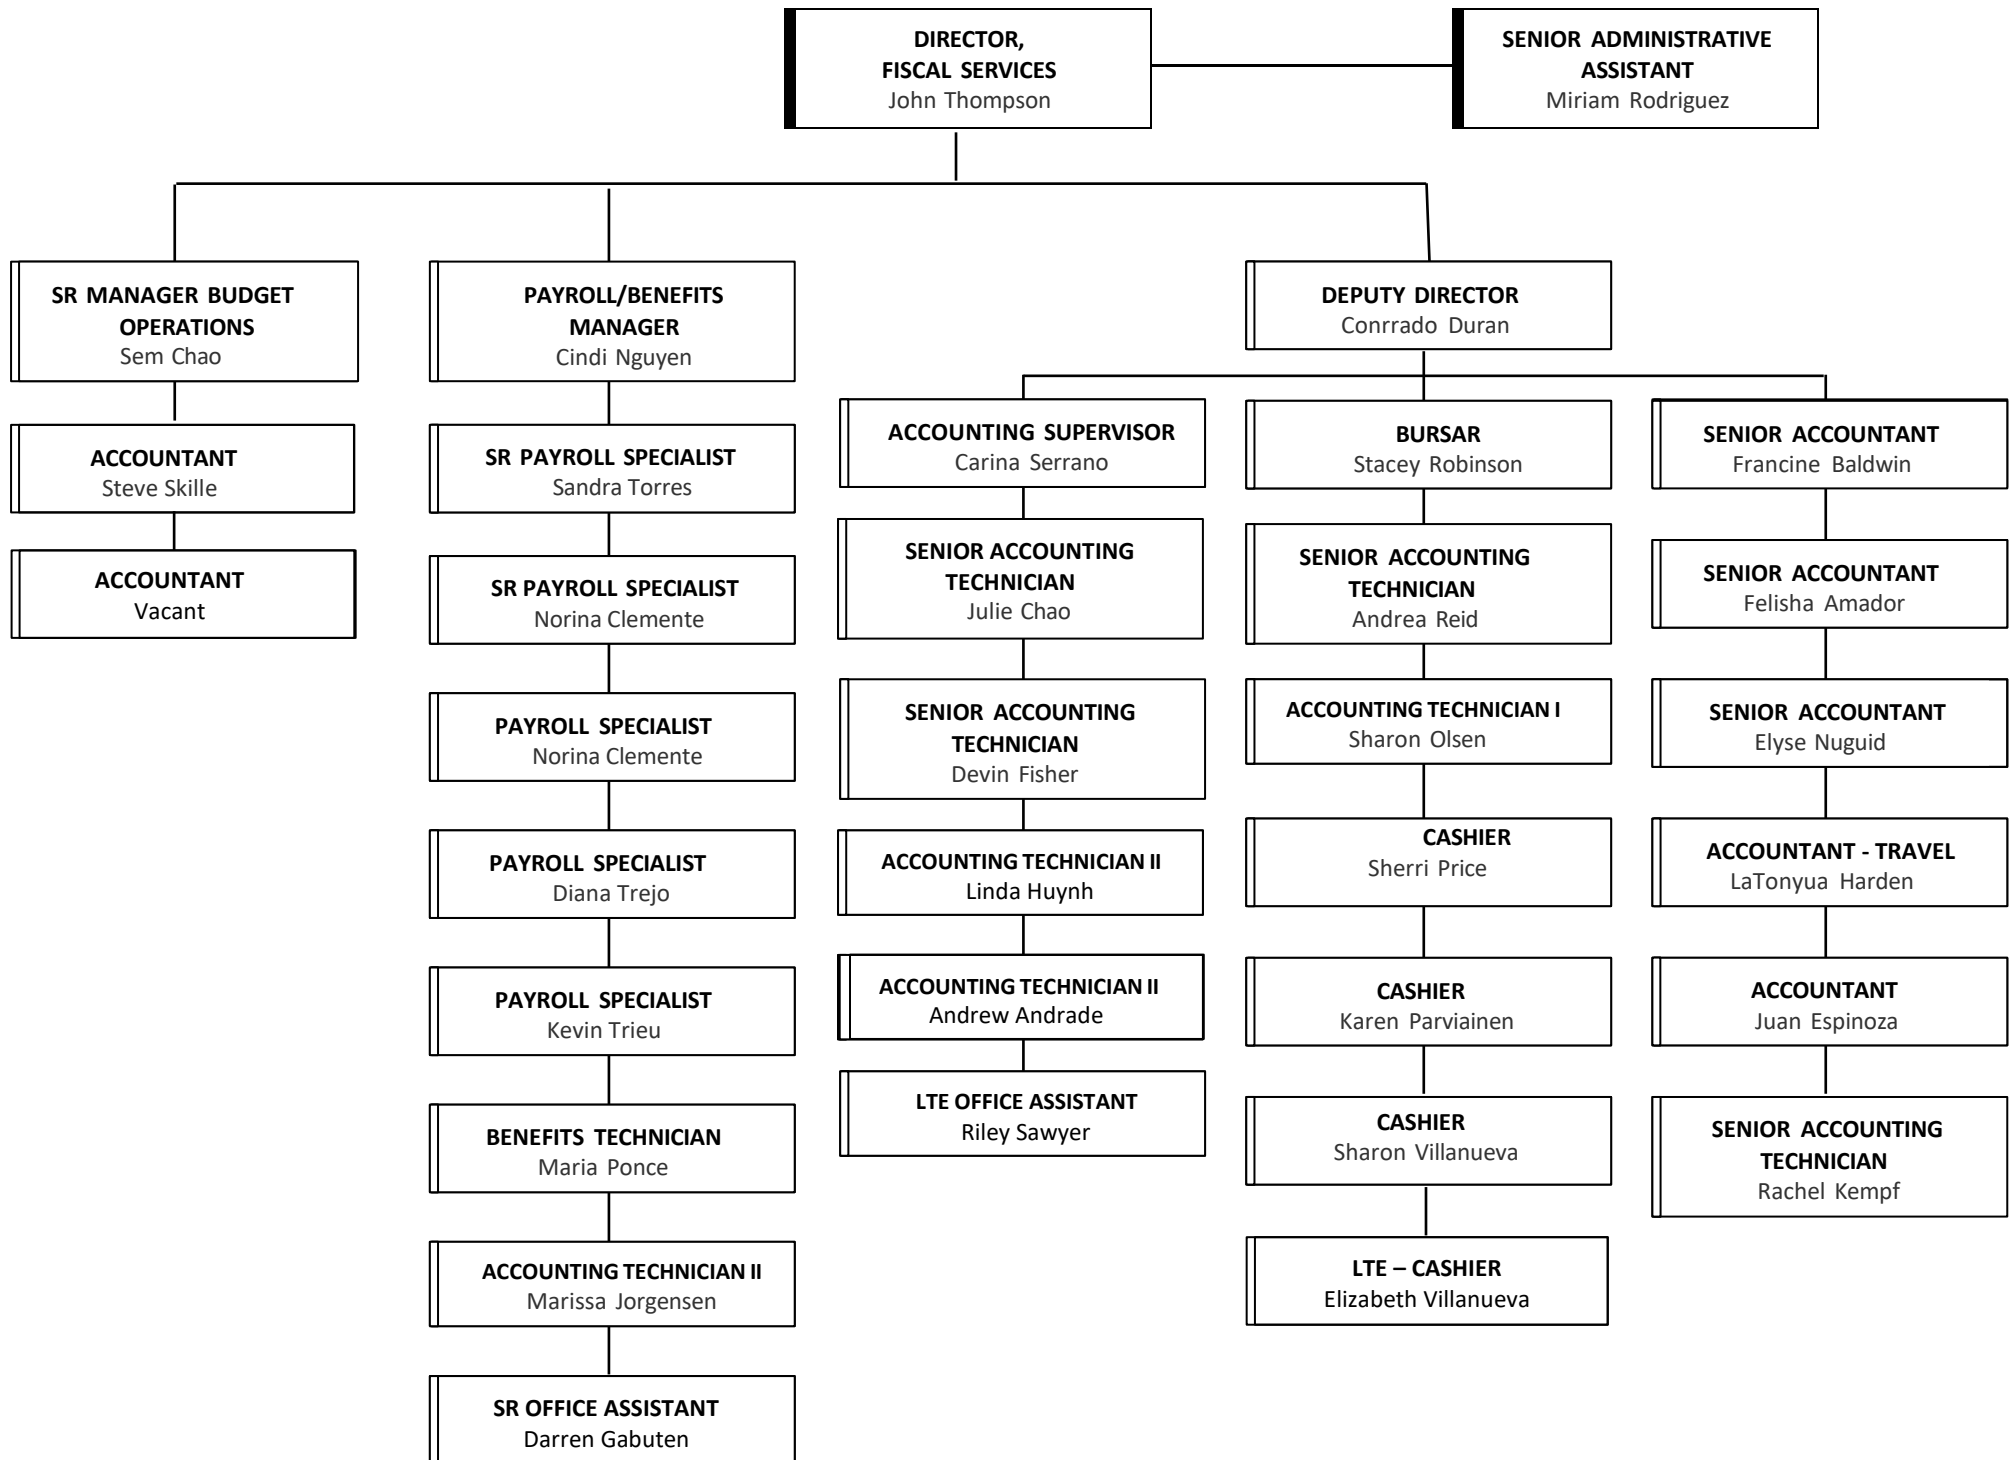 DIRECTOR,
FISCAL SERVICES
John Thompson
SENIOR ADMINISTRATIVE
ASSISTANT
Miriam Rodriguez
SR MANAGER BUDGET
OPERATIONS
Sem Chao
ACCOUNTANT
Steve Skille
ACCOUNTANT
Vacant
PAYROLL/BENEFITS
MANAGER
Cindi Nguyen
SR PAYROLL SPECIALIST
Sandra Torres
SR PAYROLL SPECIALIST
Norina Clemente
PAYROLL SPECIALIST
Norina Clemente
PAYROLL SPECIALIST
Diana Trejo
PAYROLL SPECIALIST
Kevin Trieu
BENEFITS TECHNICIAN
Maria Ponce
ACCOUNTING TECHNICIAN II
Marissa Jorgensen
SR OFFICE ASSISTANT
Darren Gabuten
DEPUTY DIRECTOR
Conrrado Duran
ACCOUNTING SUPERVISOR
Carina Serrano
SENIOR ACCOUNTING
TECHNICIAN
Julie Chao
SENIOR ACCOUNTING
TECHNICIAN
Devin Fisher
ACCOUNTING TECHNICIAN II
Linda Huynh
ACCOUNTING TECHNICIAN II
Andrew Andrade
LTE OFFICE ASSISTANT
Riley Sawyer
BURSAR
Stacey Robinson
SENIOR ACCOUNTING
TECHNICIAN
Andrea Reid
ACCOUNTING TECHNICIAN I
Sharon Olsen
CASHIER
Sherri Price
CASHIER
Karen Parviainen
CASHIER
Sharon Villanueva
LTE – CASHIER
Elizabeth Villanueva
SENIOR ACCOUNTANT
Francine Baldwin
SENIOR ACCOUNTANT
Felisha Amador
SENIOR ACCOUNTANT
Elyse Nuguid
ACCOUNTANT - TRAVEL
LaTonyua Harden
ACCOUNTANT
Juan Espinoza
SENIOR ACCOUNTING
TECHNICIAN
Rachel Kempf